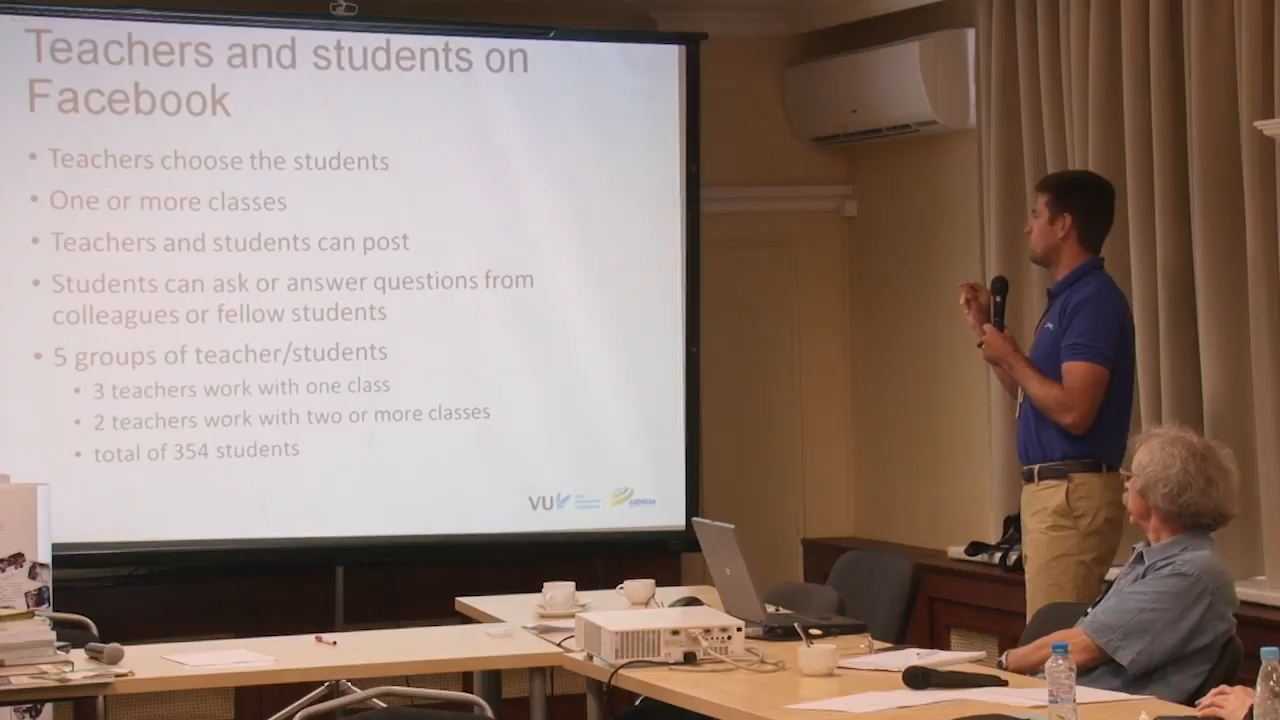 Teachers and students on
Facebook
• Teachers choose the students
• One or more classes
• Teachers and students can post
• Students can ask or answer questions from
colleagues or fellow students
• 5 groups of teacher/students
• 3 teachers work with one class
• 2 teachers work with two or more classes
• total of 354 students
VU